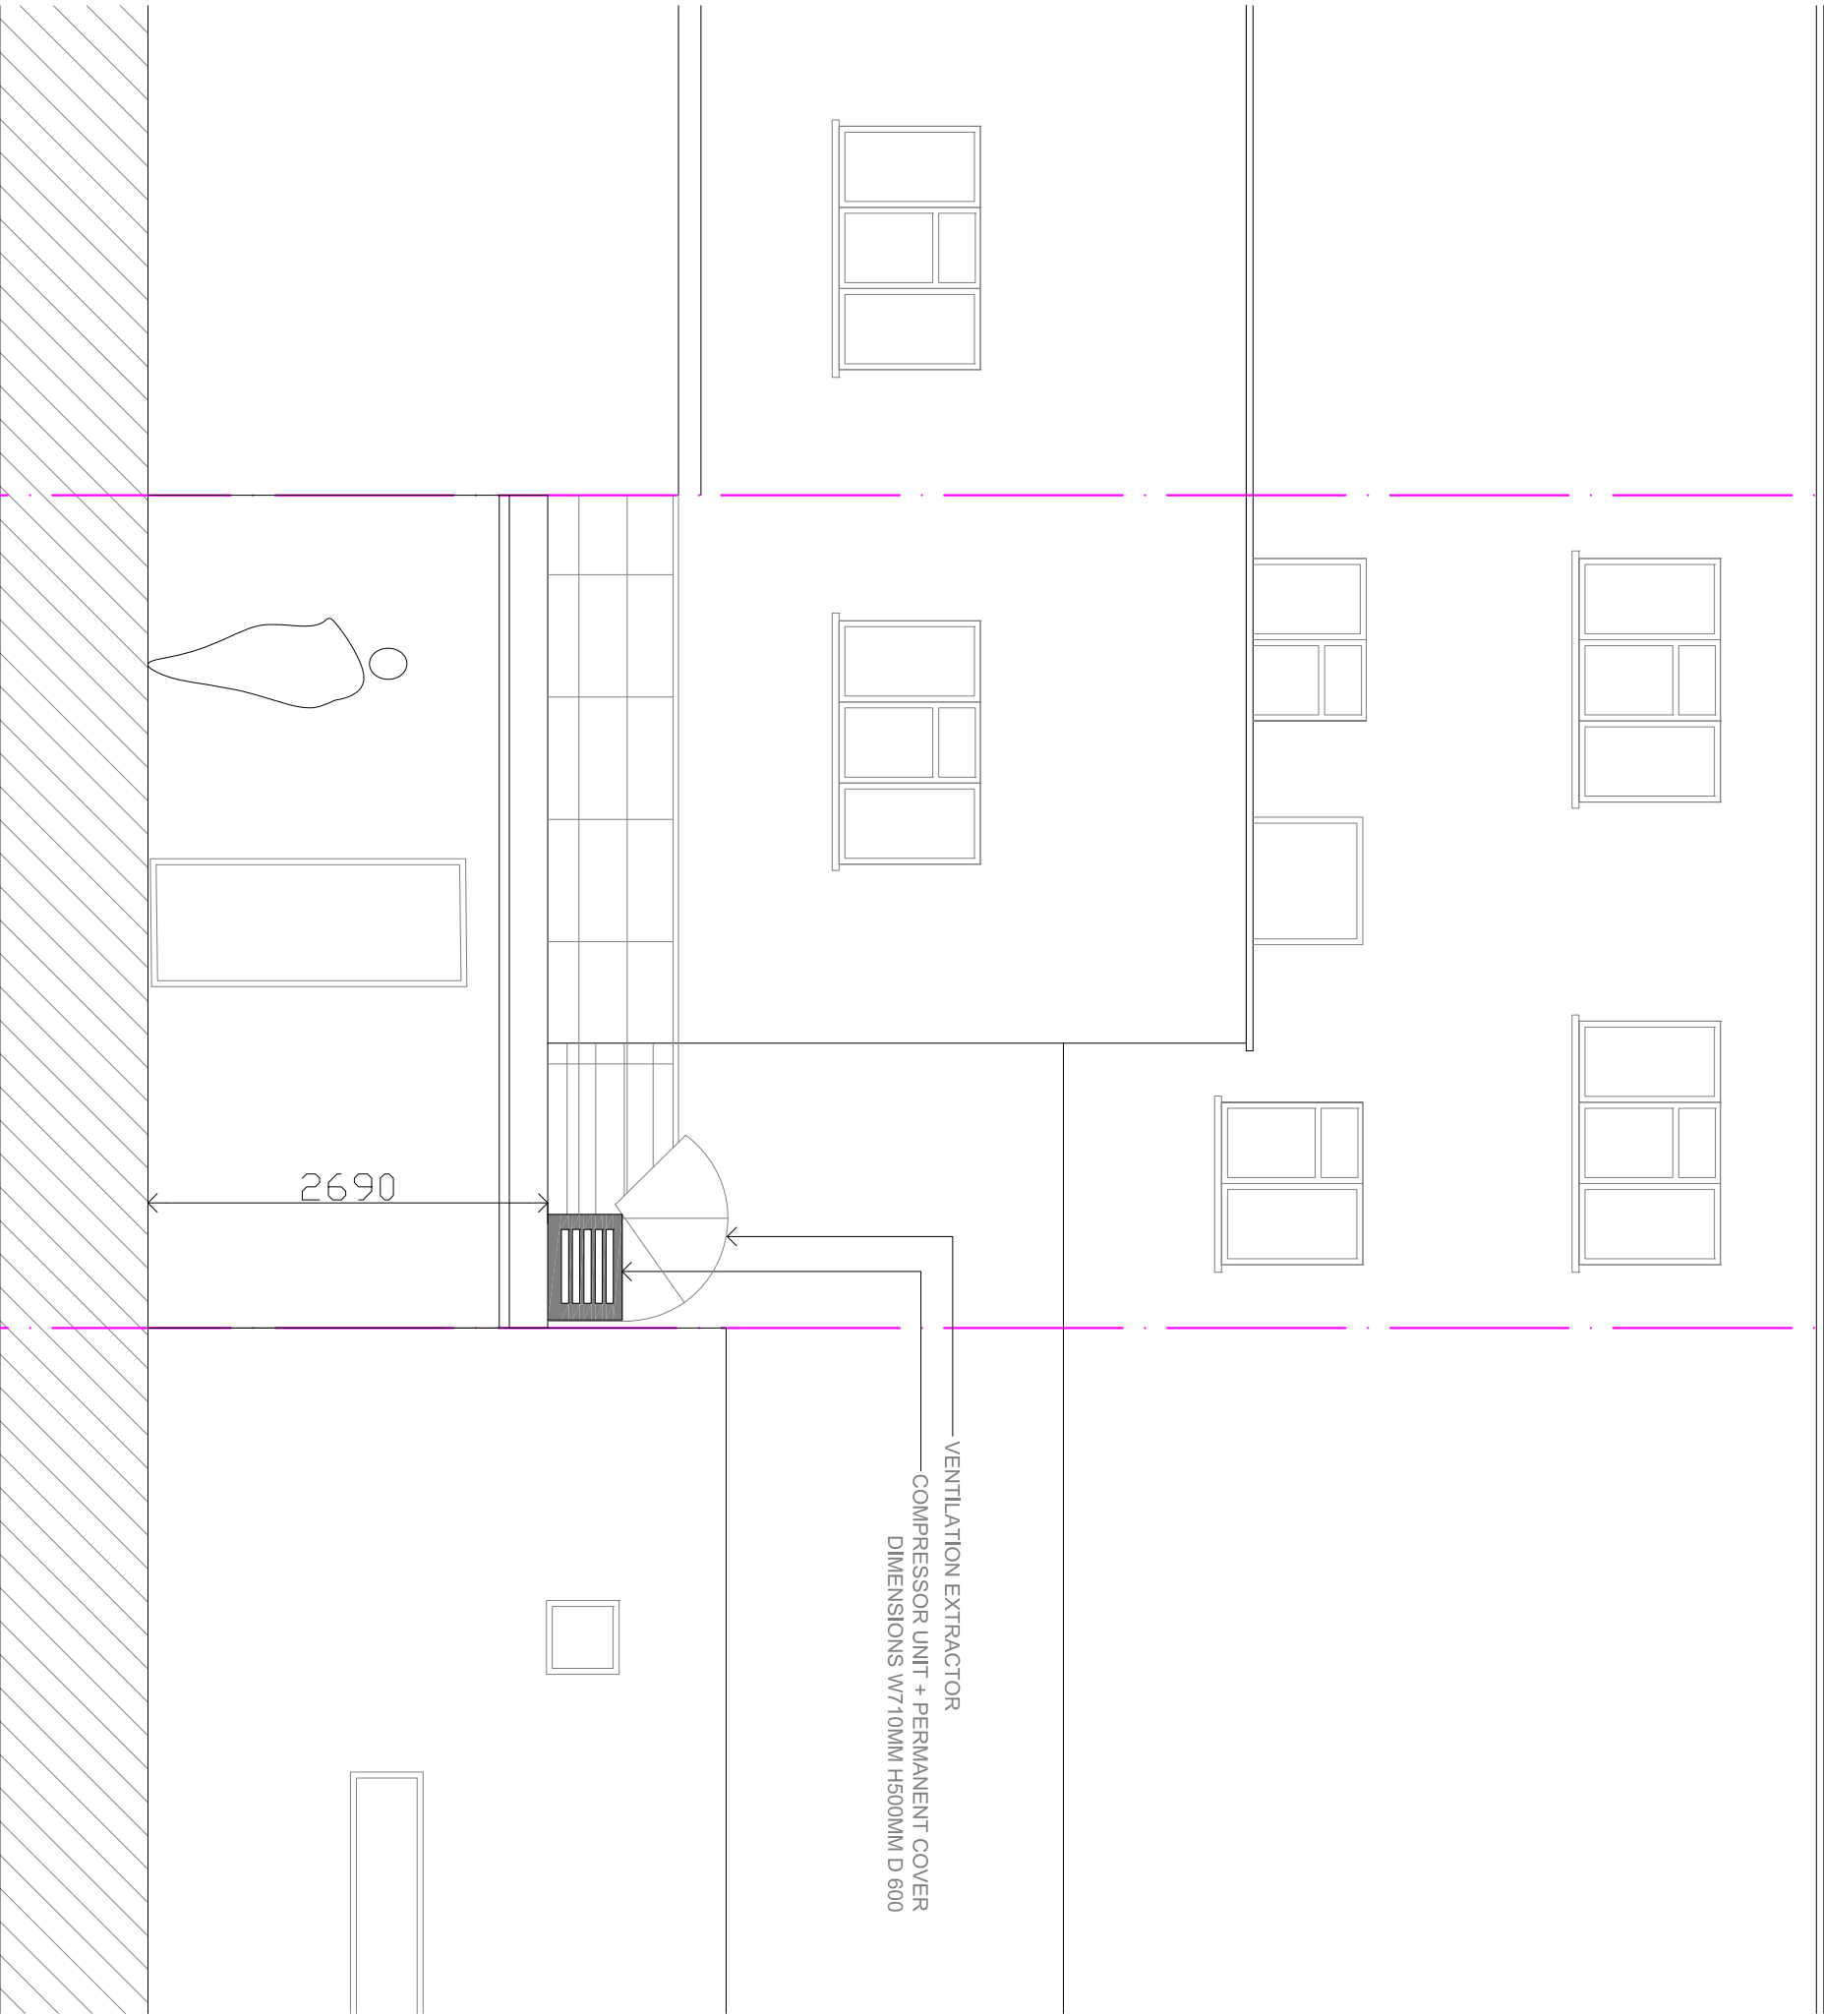 VENTILATION EXTRACTOR
COMPRESSOR UNIT + PERMANENT COVER
DIMENSIONS W710MM H500MM D 600
2690